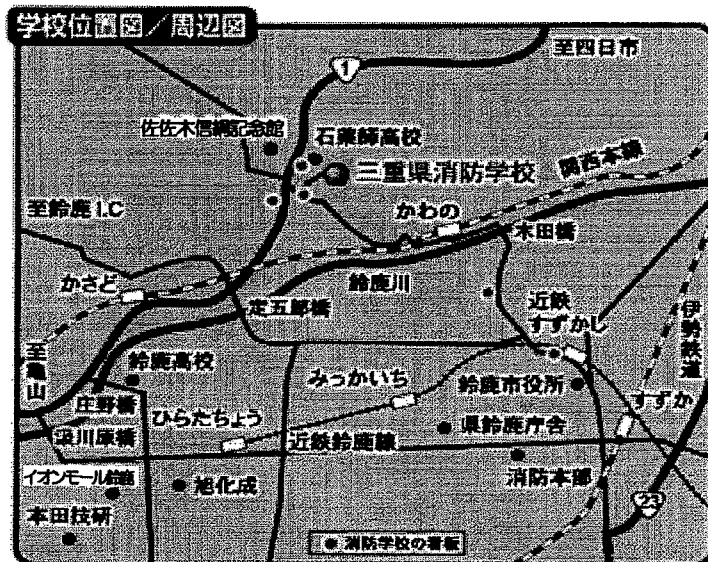 学校位置図／周辺図
至四日市
1
佐佐木信綱記念館
石薬師高校
三重県消防学校
関西本線
至鈴鹿I.C
かわの
木田橋
かさど
鈴鹿川
定五郎橋
近鉄
すずかし
伊勢鉄道
至亀山
鈴鹿高校
みっかいち
鈴鹿市役所
庄野橋
ひらたちょう
すずか
県鈴鹿庁舎
汲川原橋
近鉄鈴鹿線
消防本部
イオンモール鈴鹿
旭化成
23
本田技研
消防学校の看板